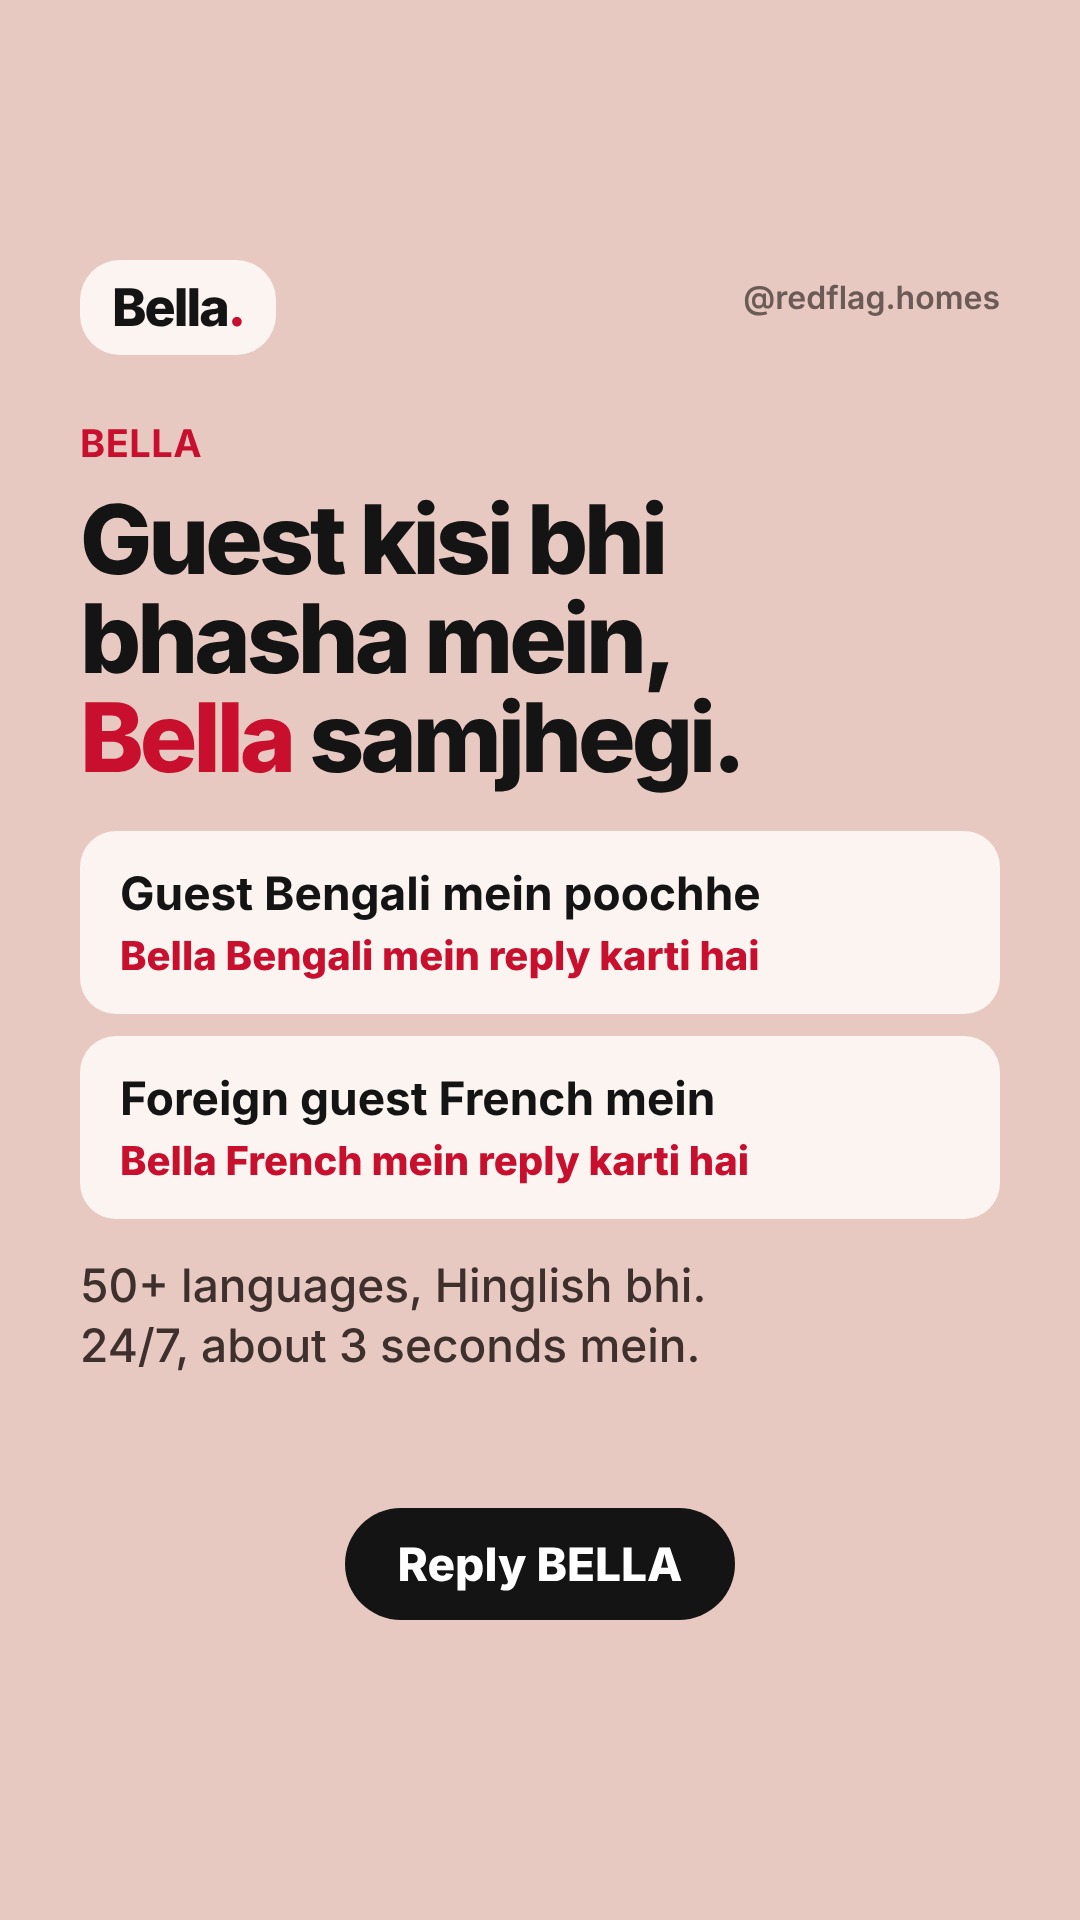 Bella.
@redflag.homes
BELLA
Guest kisi bhi
bhasha mein,
Bella samjhegi.
Guest Bengali mein poochhe
Bella Bengali mein reply karti hai
Foreign guest French mein
Bella French mein reply karti hai
50+ languages, Hinglish bhi.
24/7, about 3 seconds mein.
Reply BELLA